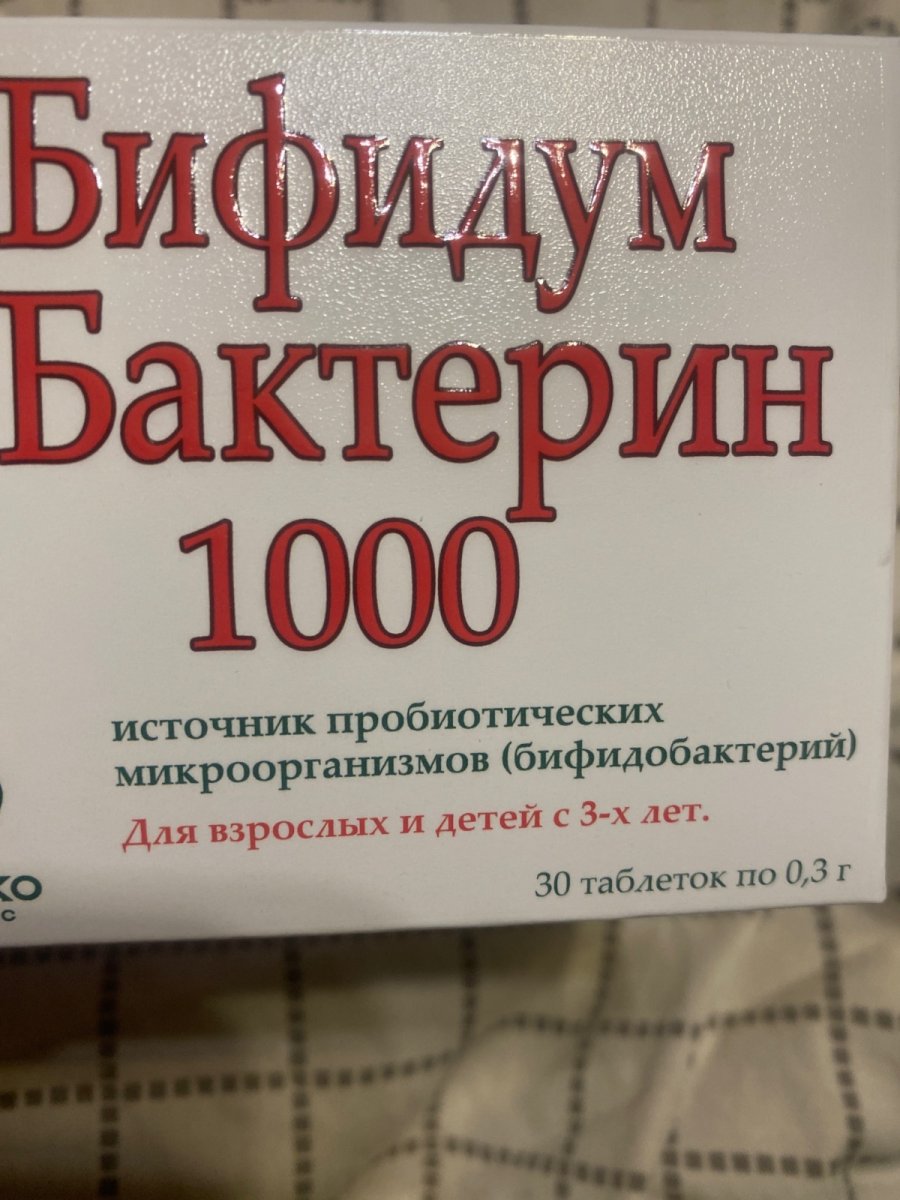 Бифидум
Бактерин
1000
источник пробиотических
микроорганизмов (бифидобактерий)
Для взрослых и детей с 3-х лет.
30 таблеток по 0,3 г